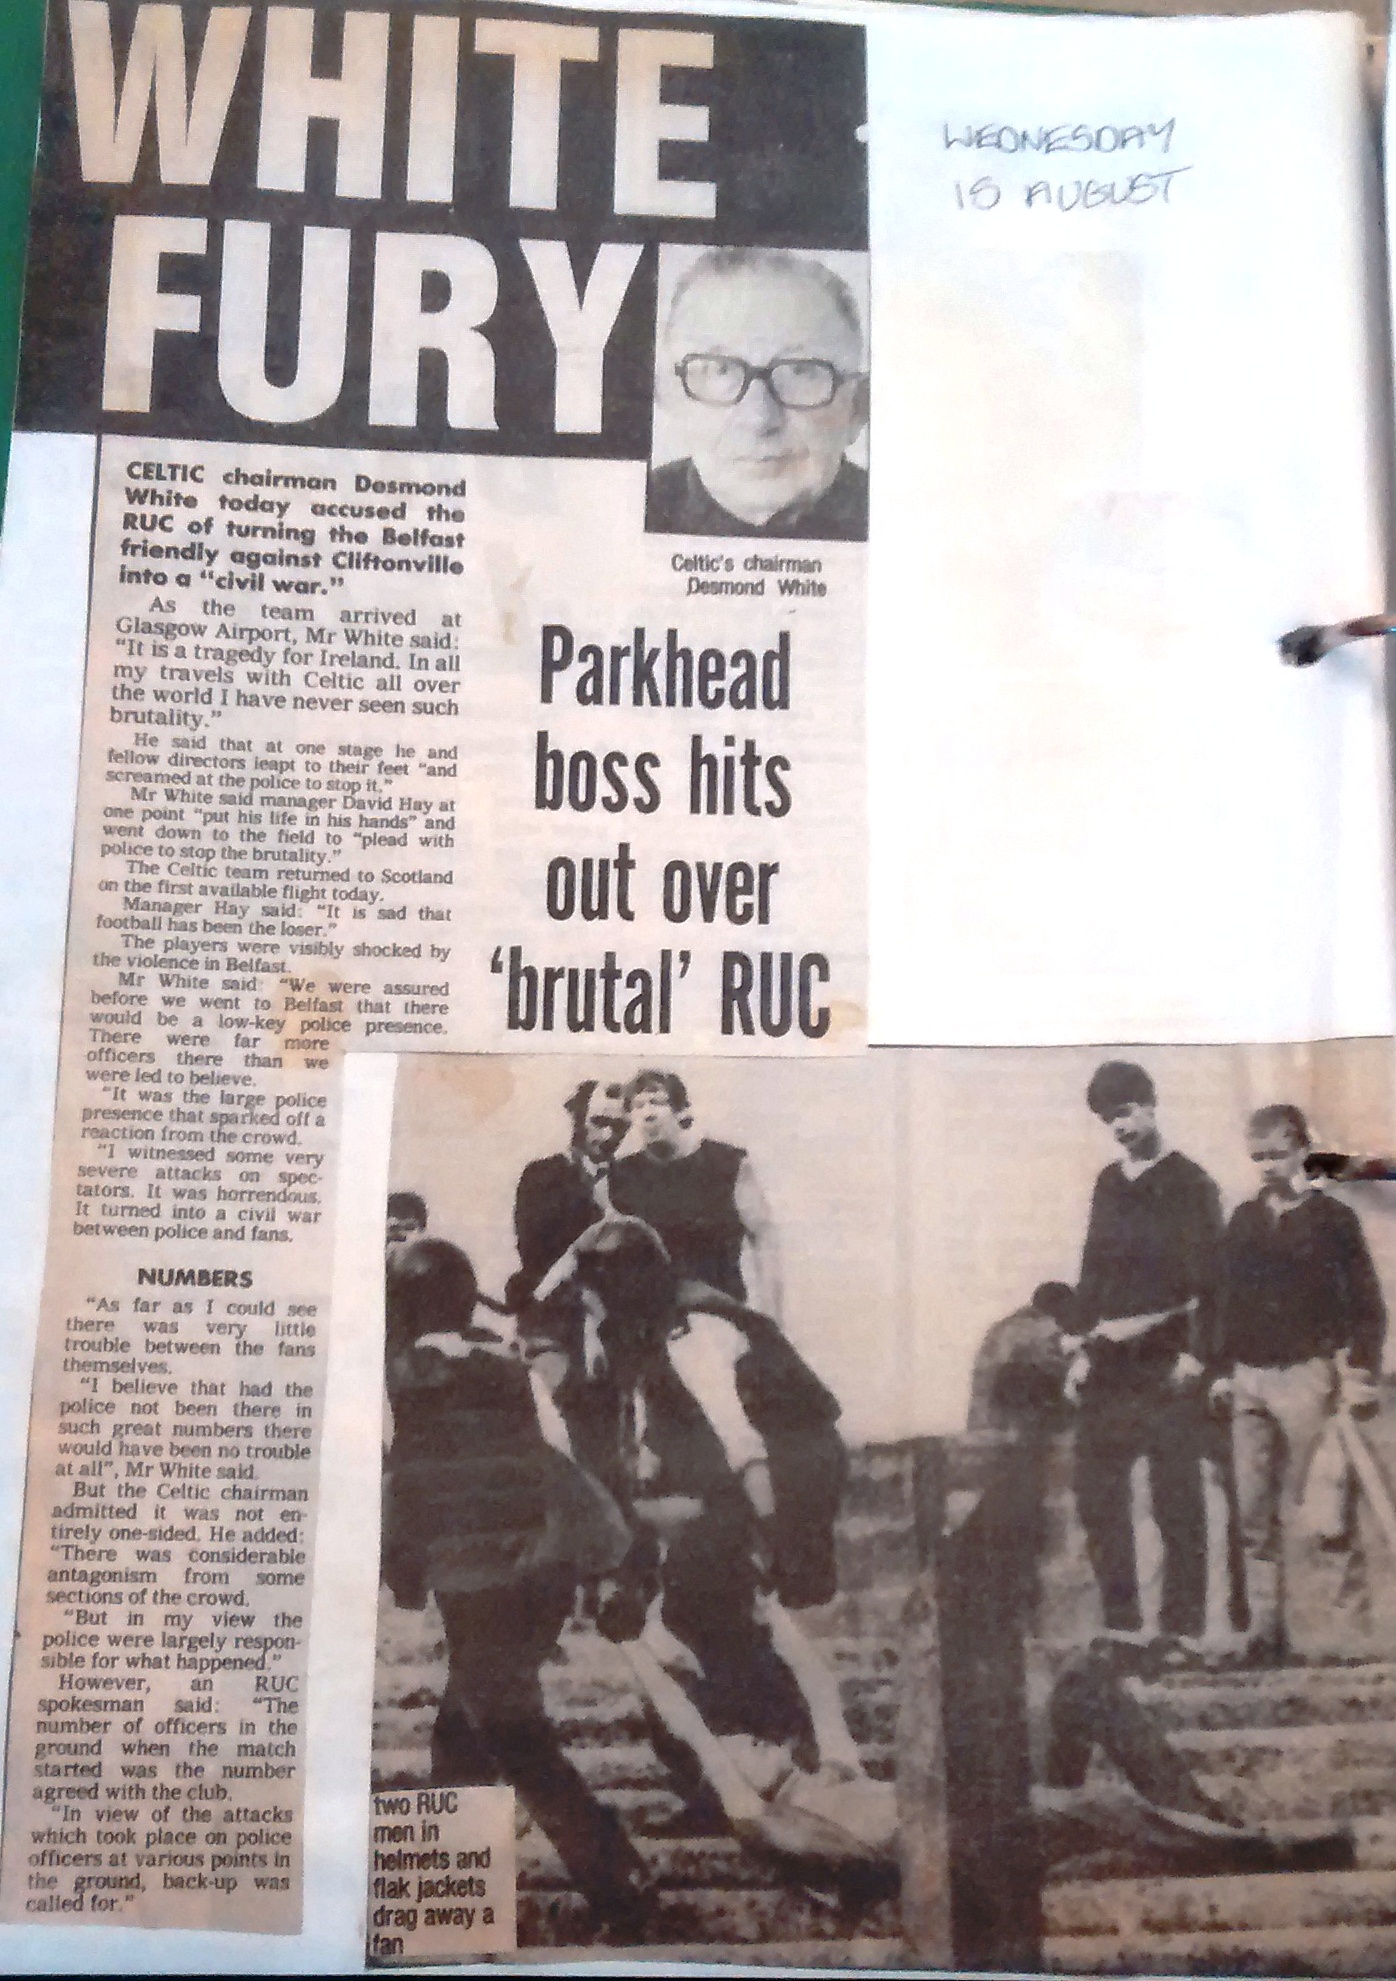 WHITE
FURY
WEDNESDAY
15 AUGUST
CELTIC chairman Desmond
White today accused the
RUC of turning the Belfast
friendly against Cliftonville
into a "civil war."
As the team arrived at
Glasgow Airport, Mr White said:
"It is a tragedy for Ireland. In all
my travels with Celtic all over
the world I have never seen such
brutality."
He said that at one stage he and
fellow directors leapt to their feet "and
screamed at the police to stop it."
Mr White said manager David Hay at
one point "put his life in his hands" and
went down to the field to "plead with
police to stop the brutality."
The Celtic team returned to Scotland
on the first available flight today.
Manager Hay said: "It is sad that
football has been the loser."
The players were visibly shocked by
the violence in Belfast.
Mr White said: "We were assured
before we went to Belfast that there
would be a low-key police presence.
There were far more
officers there than we
were led to believe.
"It was the large police
presence that sparked off a
reaction from the crowd.
"I witnessed some very
severe attacks on spec-
tators. It was horrendous.
It turned into a civil war
between police and fans.
NUMBERS
"As far as I could see
there was very little
trouble between the fans
themselves.
"I believe that had the
police not been there in
such great numbers there
would have been no trouble
at all", Mr White said.
But the Celtic chairman
admitted it was not en-
tirely one-sided. He added:
"There was considerable
antagonism from some
sections of the crowd.
"But in my view the
police were largely respon-
sible for what happened."
However, an RUC
spokesman said: "The
number of officers in the
ground when the match
started was the number
agreed with the club.
"In view of the attacks
which took place on police
officers at various points in
the ground, back-up was
called for."
Celtic's chairman
Desmond White
Parkhead
boss hits
out over
'brutal' RUC
two RUC
men in
helmets and
flak jackets
drag away a
fan